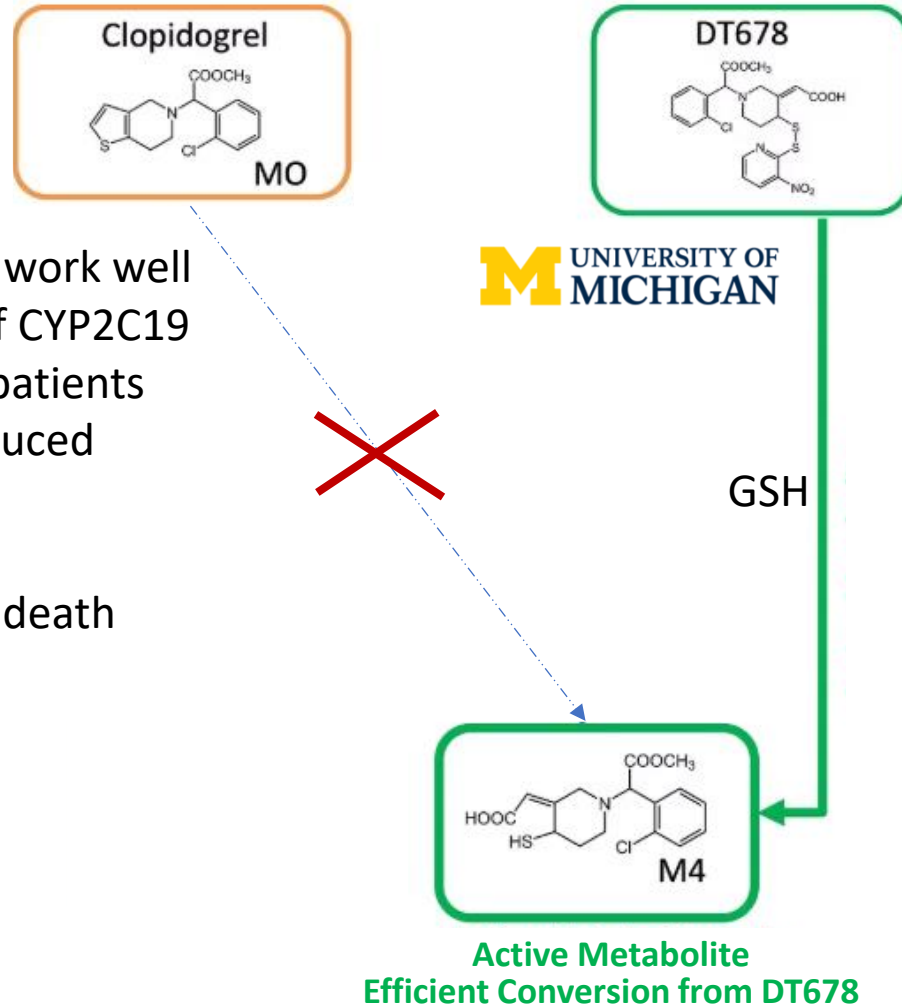 Clopidogrel
COOCH3
N
S
Cl
MO
DT678
COOCH3
N
COOH
Cl
S
S
N
NO2
work well
f CYP2C19
patients
uced
M UNIVERSITY OF
MICHIGAN
GSH
death
COOCH3
N
HOOC
HS
Cl
M4
Active Metabolite
Efficient Conversion from DT678